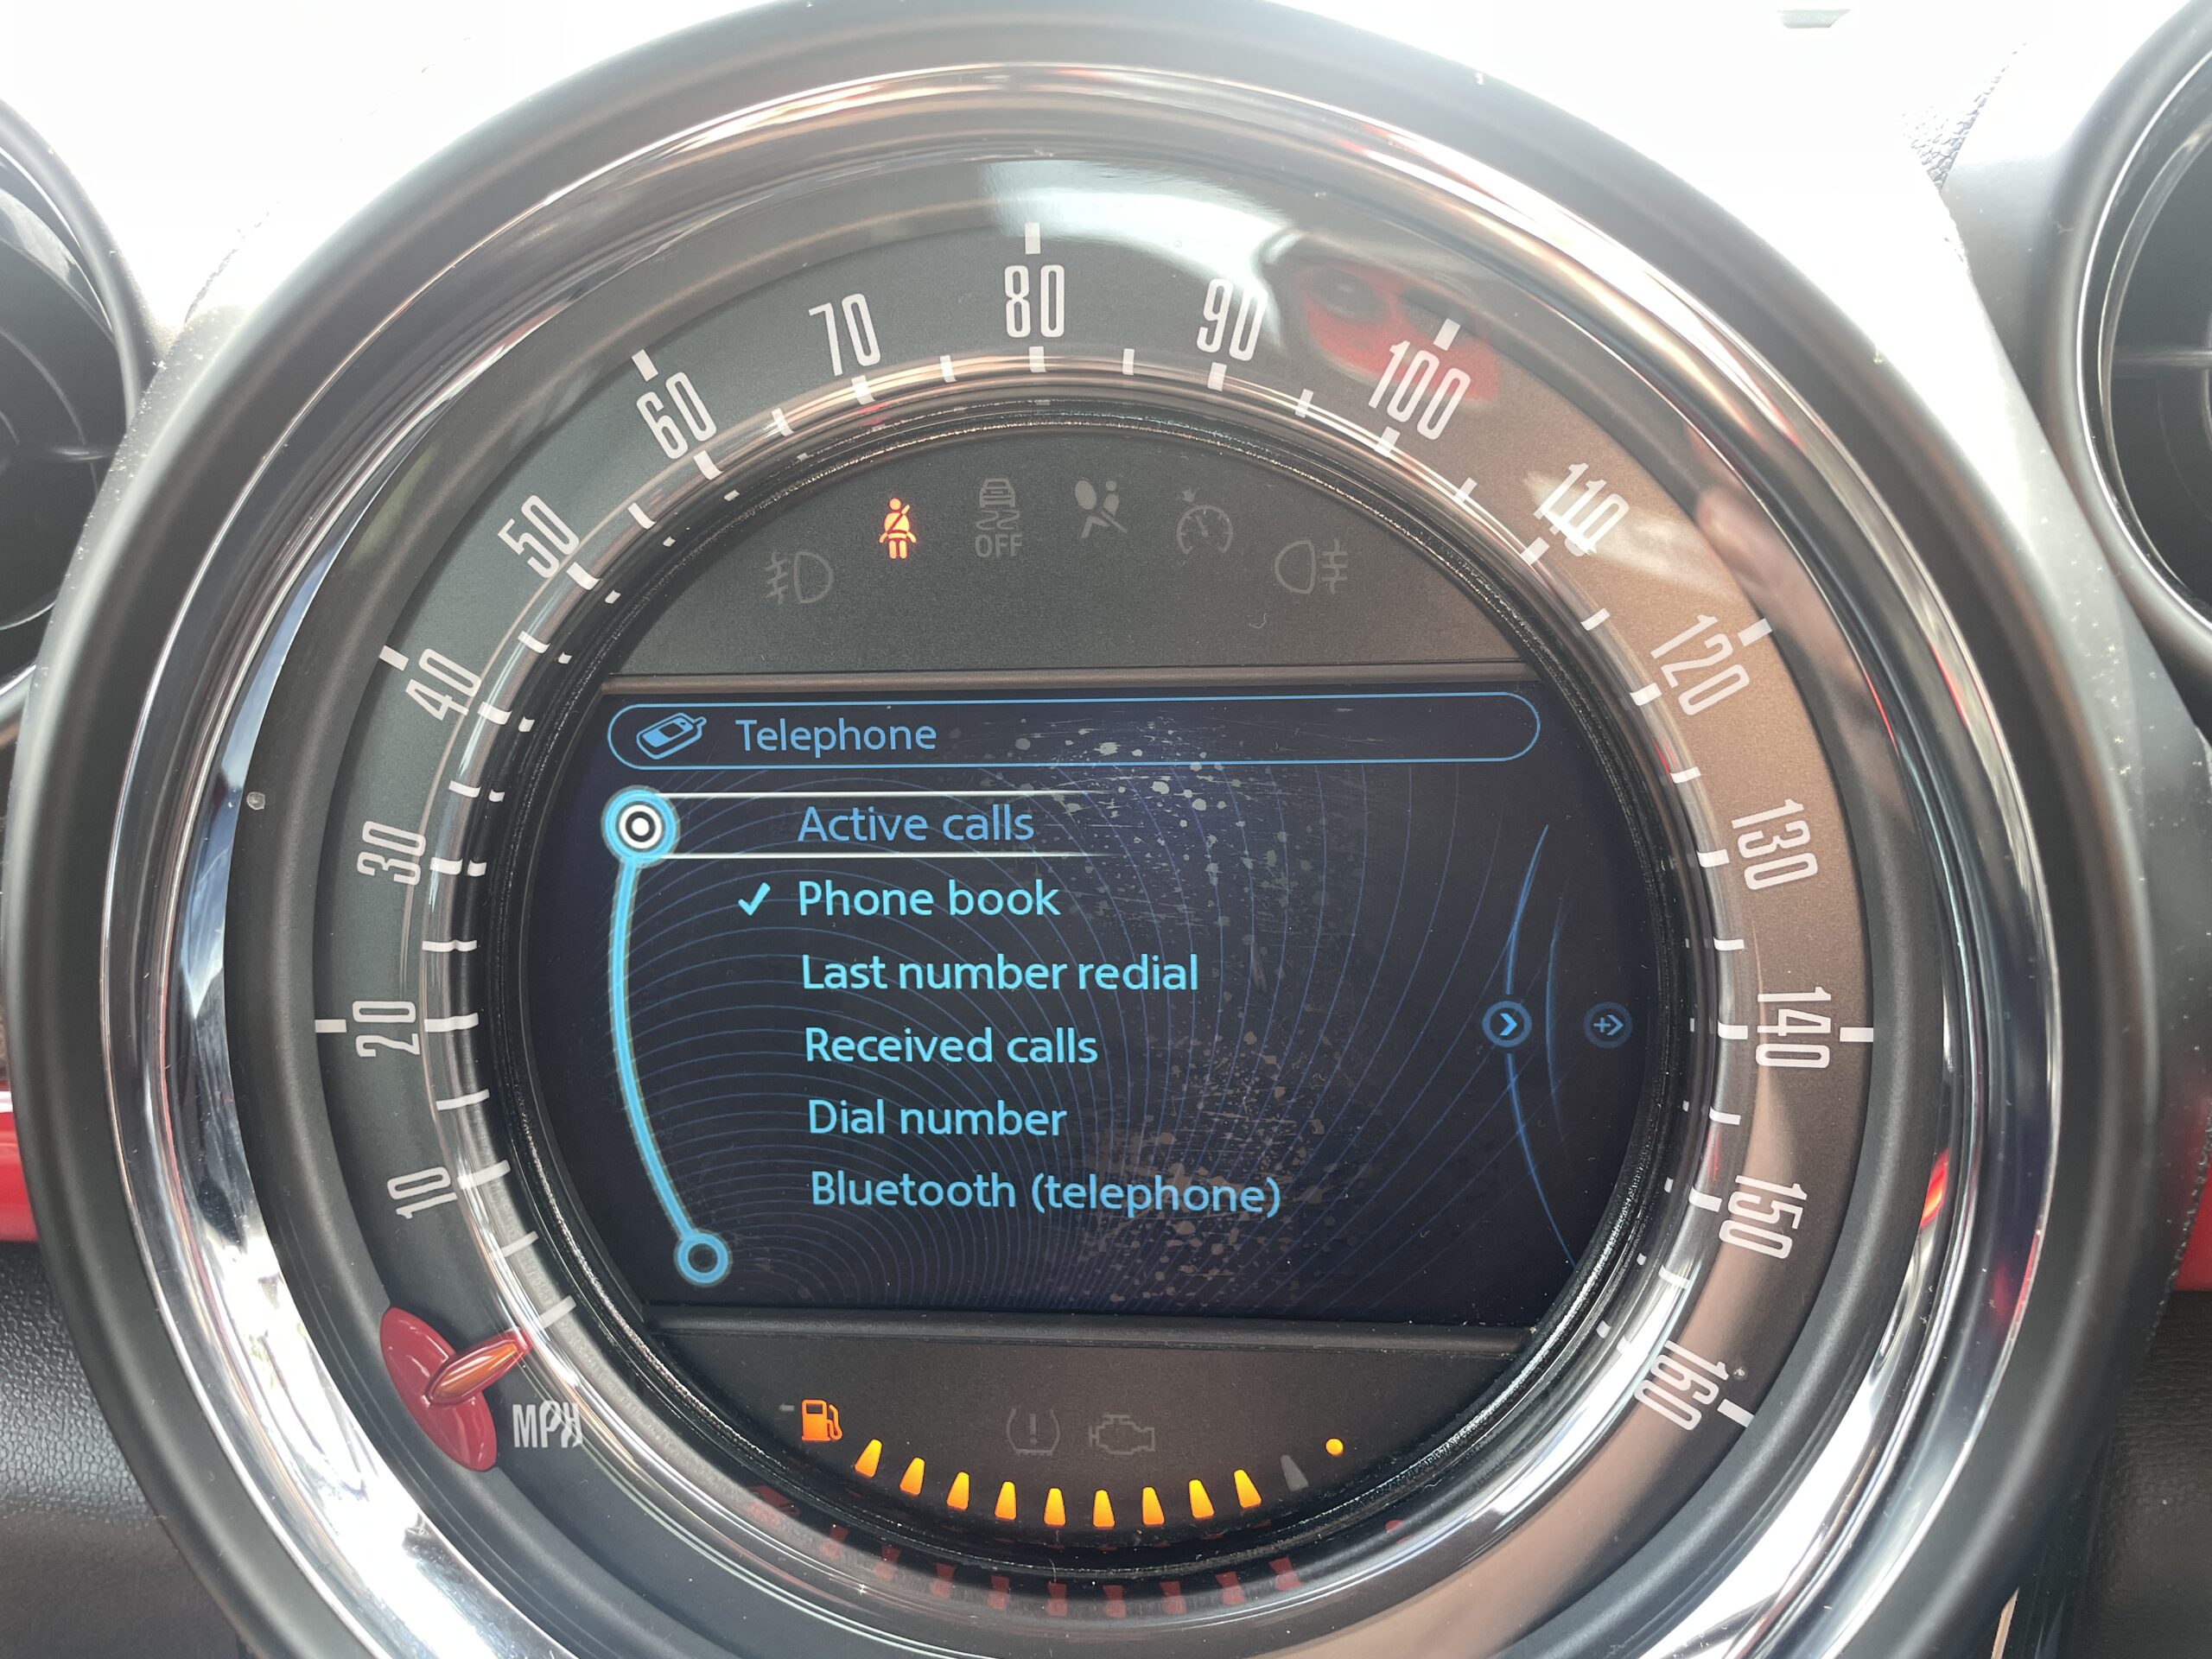 10
20
30
40
50
60
70
80
90
100
110
120
130
140
150
160
MPH
OFF
Telephone
Active calls
Phone book
Last number redial
Received calls
Dial number
Bluetooth (telephone)